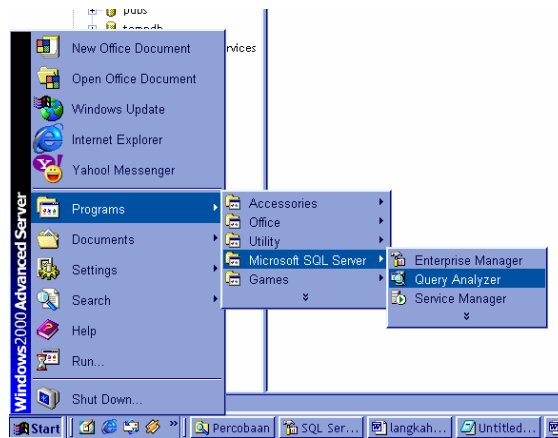 pubs
tempdb
rvices
New Office Document
Open Office Document
Windows Update
Internet Explorer
Yahoo! Messenger
Programs
Documents
Settings
Search
Help
Run...
Shut Down...
Windows2000 Advanced Server
Accessories
Office
Utility
Microsoft SQL Server
Games
Enterprise Manager
Query Analyzer
Service Manager
Start
Percobaan
SQL Ser...
langkah...
Untitled...